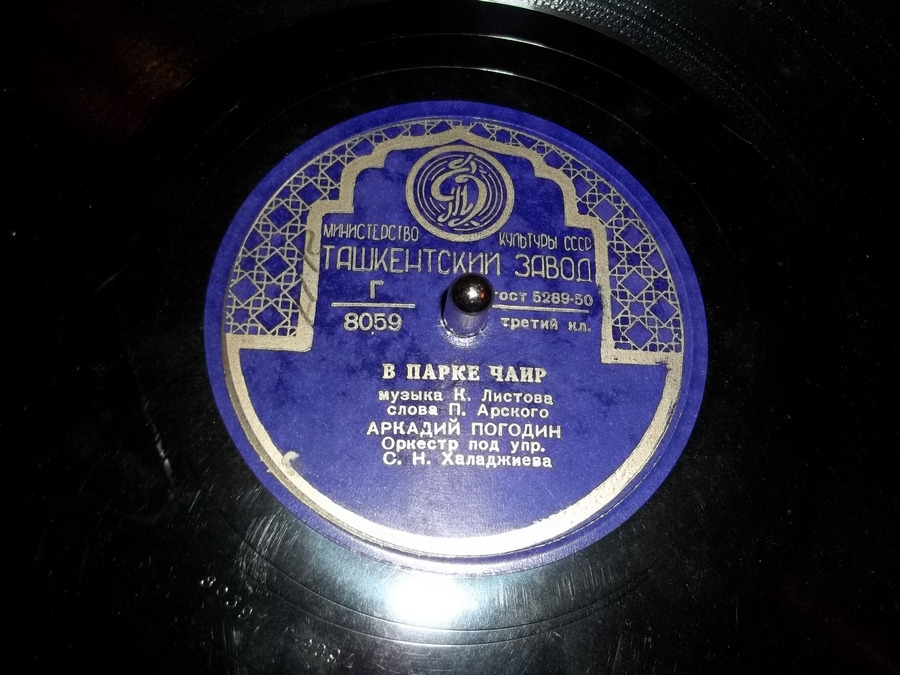 МИНИСТЕРСТВО КУЛЬТУРЫ СССР
ТАШКЕНТСКИЙ ЗАВОД
Г
8059
ГОСТ 5289-50
третий кл.
В ПАРКЕ ЧАИР
музыка К. Листова
слова П. Арского
АРКАДИЙ ПОГОДИН
Оркестр под упр.
С. Н. Халаджиева